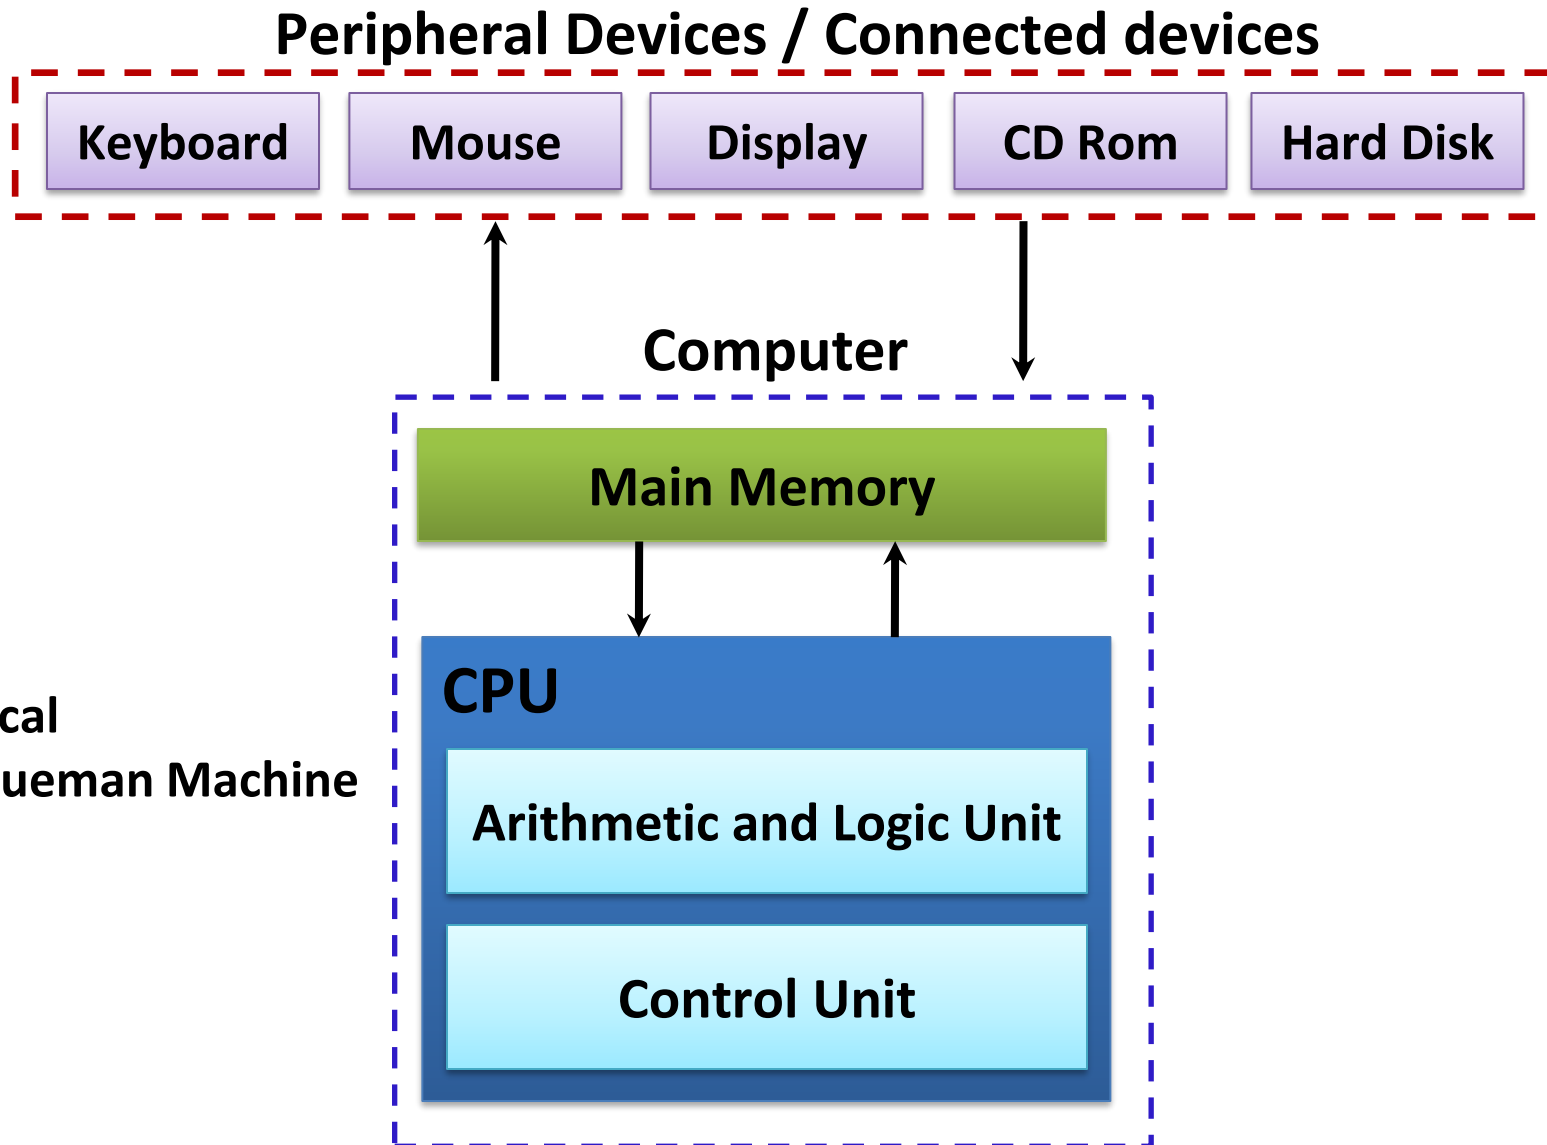 Peripheral Devices / Connected devices
Keyboard Mouse Display CD Rom Hard Disk
Computer
Main Memory
CPU
cal
ueman Machine
Arithmetic and Logic Unit
Control Unit